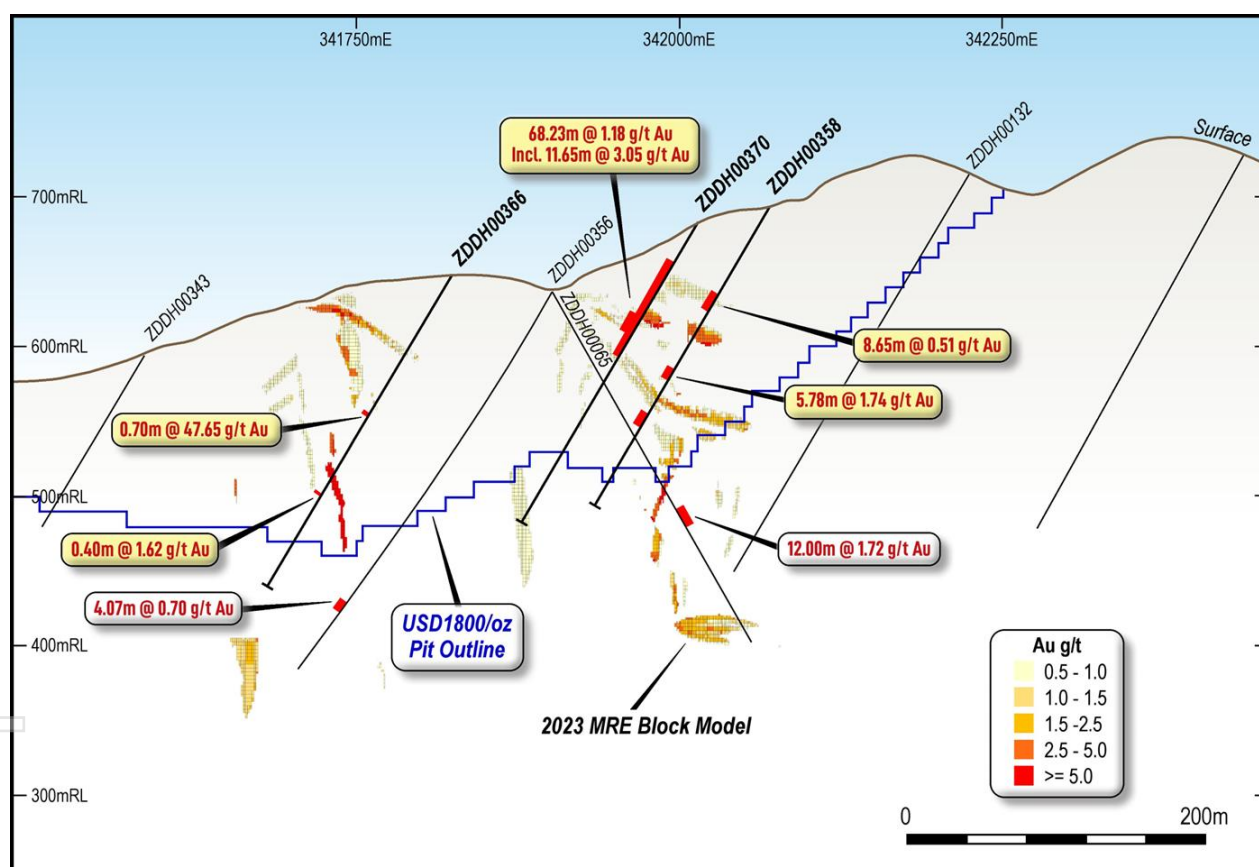 341750mE
342000mE
342250mE
68.23m @ 1.18 g/t Au
Incl. 11.65m @ 3.05 g/t Au
ZDDH00132
Surface
ZDDH00370
ZDDH00358
700mRL
ZDDH00366
ZDDH00356
ZDDH00343
600mRL
ZDDH00065
8.65m @ 0.51 g/t Au
5.78m @ 1.74 g/t Au
0.70m @ 47.65 g/t Au
500mRL
0.40m @ 1.62 g/t Au
12.00m @ 1.72 g/t Au
4.07m @ 0.70 g/t Au
USD1800/oz
Pit Outline
400mRL
2023 MRE Block Model
Au g/t
0.5 - 1.0
1.0 - 1.5
1.5 -2.5
2.5 - 5.0
>= 5.0
300mRL
0
200m